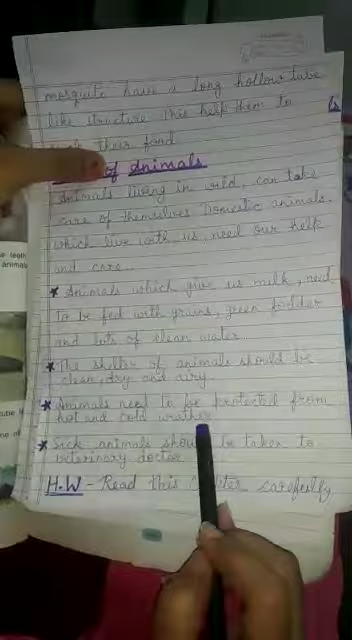 mosquito have a long hollow tube
like structure this help them to
their food
of Animals
Animals living in wild, can take
care of themselves Domestic animals,
which live with us, need our help
and care.
* Animals which give us milk, need
to be fed with grains, green fodder
and lots of clean water
* The shelter of animals should be
clean, dry and airy
* Animals need to be protected from
hot and cold
* Sick animals should be taken to
veterinary doctor
H.W - Read this carefully
teeth
animals